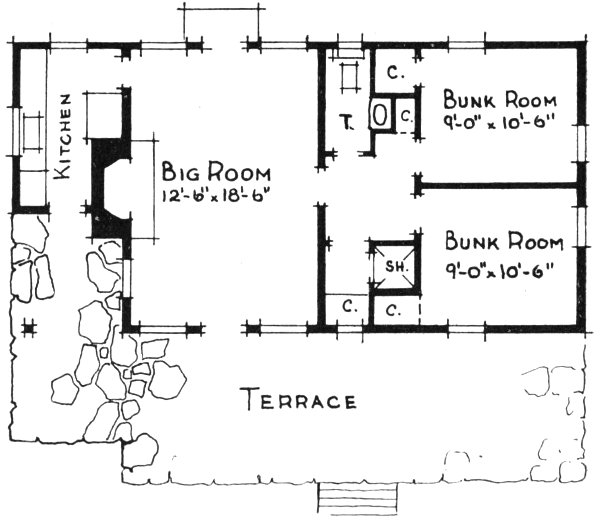 KITCHEN
BIG ROOM
12'-6" x 18'-6"
T.
C.
C.
BUNK ROOM
9'-0" x 10'-6"
BUNK ROOM
9'-0" x 10'-6"
SH.
C.
C.
TERRACE